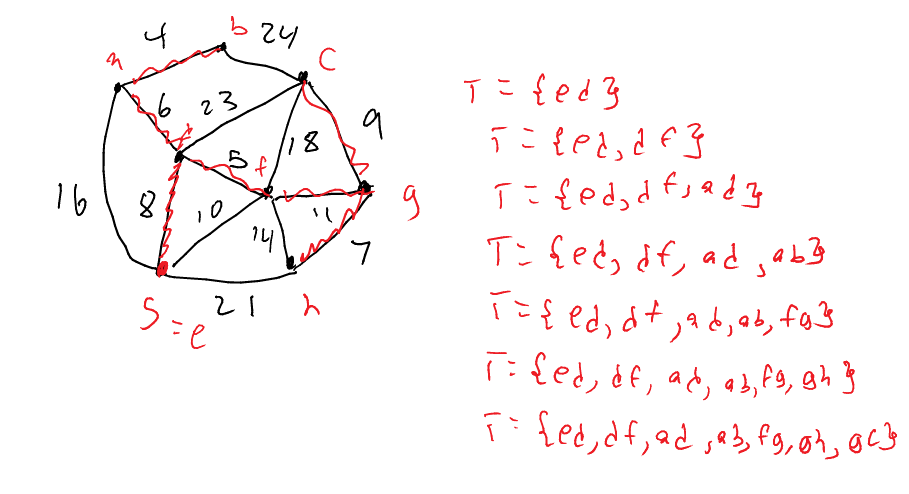 4
b
24
a
c
6
23
9
5
f
18
16
8
10
11
g
14
7
S = e
21
h
T = {ed}
T = {ed, df}
T = {ed, df, ad}
T = {ed, df, ad, ab}
T = {ed, df, ad, ab, fg}
T = {ed, df, ad, ab, fg, gh}
T = {ed, df, ad, ab, fg, gh, gc}